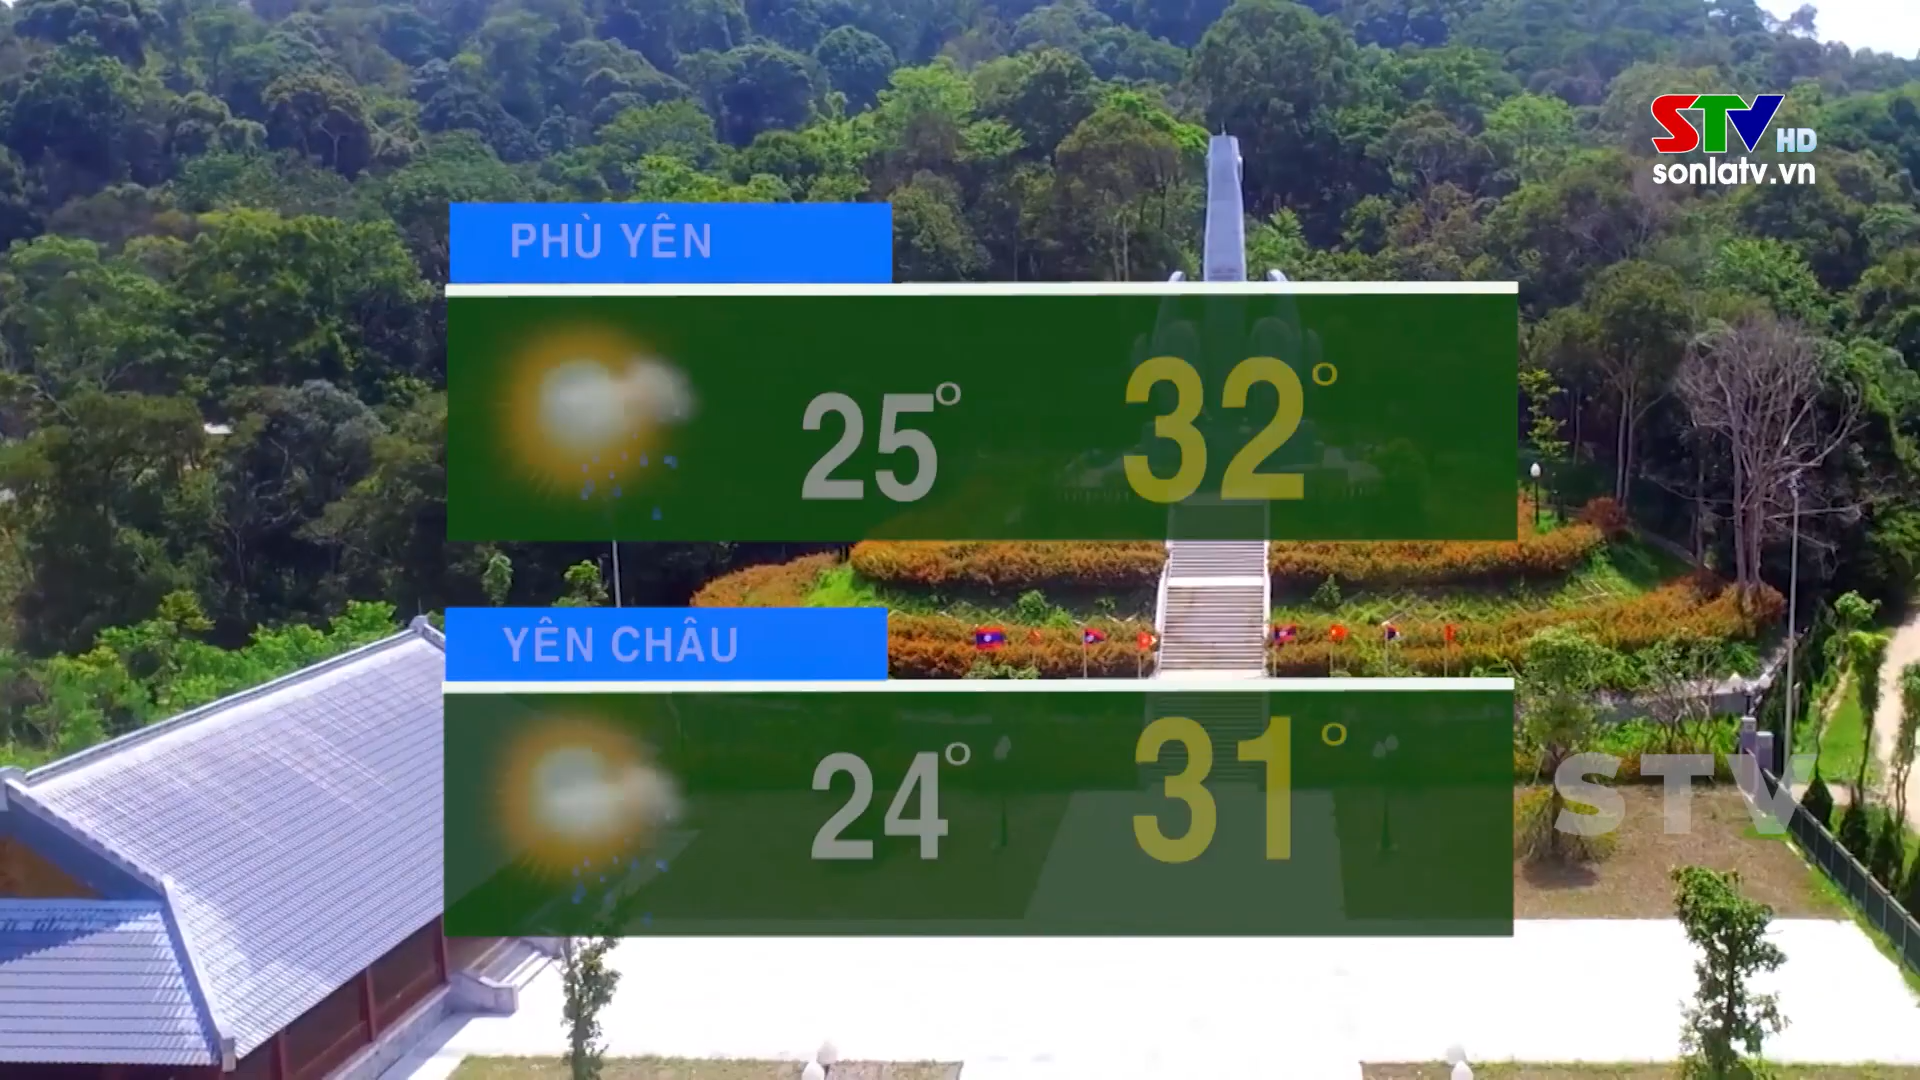 STV HD
sonlatv.vn
PHÙ YÊN
25° 32°
YÊN CHÂU
24° 31°
STV